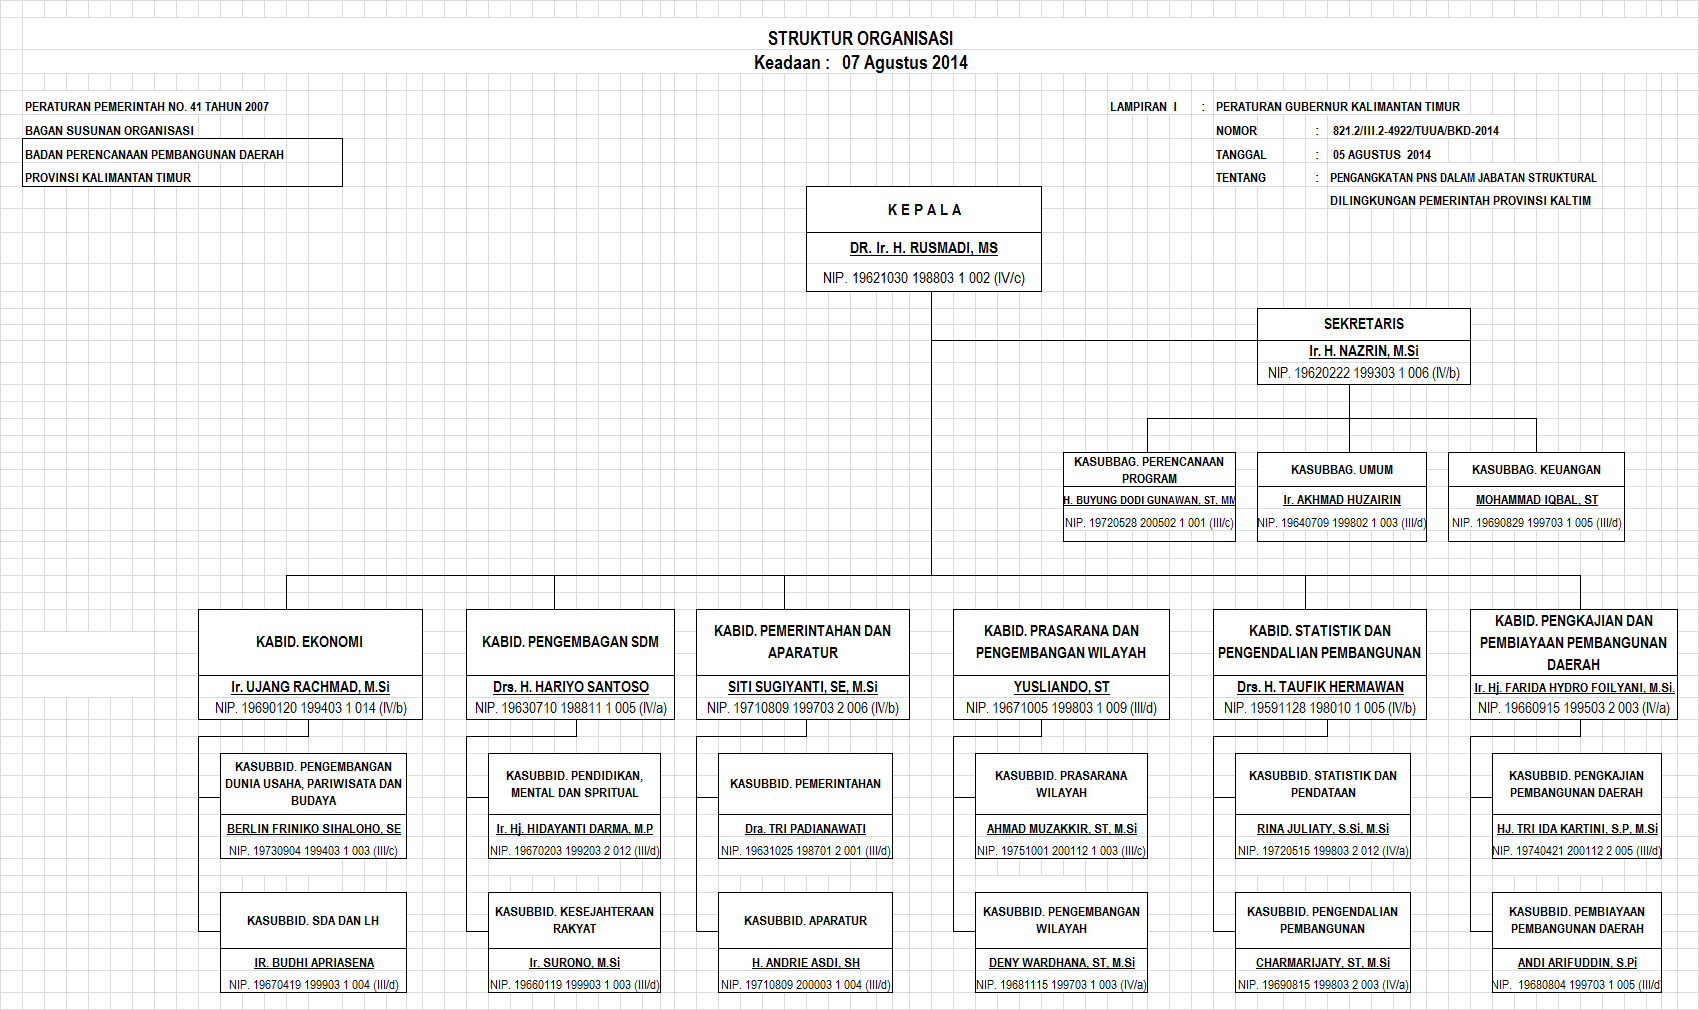 STRUKTUR ORGANISASI
Keadaan : 07 Agustus 2014
PERATURAN PEMERINTAH NO. 41 TAHUN 2007
BAGAN SUSUNAN ORGANISASI
BADAN PERENCANAAN PEMBANGUNAN DAERAH
PROVINSI KALIMANTAN TIMUR
LAMPIRAN I : PERATURAN GUBERNUR KALIMANTAN TIMUR
NOMOR : 821.2/III.2-4922/TUUA/BKD-2014
TANGGAL : 05 AGUSTUS 2014
TENTANG : PENGANGKATAN PNS DALAM JABATAN STRUKTURAL
DILINGKUNGAN PEMERINTAH PROVINSI KALTIM
K E P A L A
DR. Ir. H. RUSMADI, MS
NIP. 19621030 198803 1 002 (IV/c)
SEKRETARIS
Ir. H. NAZRIN, M.Si
NIP. 19620222 199303 1 006 (IV/b)
KASUBBAG. PERENCANAAN
PROGRAM
H. BUYUNG DODI GUNAWAN, ST, MM
NIP. 19720528 200502 1 001 (III/c)
KASUBBAG. UMUM
Ir. AKHMAD HUZAIRIN
NIP. 19640709 199802 1 003 (III/d)
KASUBBAG. KEUANGAN
MOHAMMAD IQBAL, ST
NIP. 19690829 199703 1 005 (III/d)
KABID. EKONOMI
Ir. UJANG RACHMAD, M.Si
NIP. 19690120 199403 1 014 (IV/b)
KABID. PENGEMBAGAN SDM
Drs. H. HARIYO SANTOSO
NIP. 19630710 198811 1 005 (IV/a)
KABID. PEMERINTAHAN DAN
APARATUR
SITI SUGIYANTI, SE, M.Si
NIP. 19710809 199703 2 006 (IV/b)
KABID. PRASARANA DAN
PENGEMBANGAN WILAYAH
YUSLIANDO, ST
NIP. 19671005 199803 1 009 (III/d)
KABID. STATISTIK DAN
PENGENDALIAN PEMBANGUNAN
Drs. H. TAUFIK HERMAWAN
NIP. 19591128 198010 1 005 (IV/b)
KABID. PENGKAJIAN DAN
PEMBIAYAAN PEMBANGUNAN
DAERAH
Ir. Hj. FARIDA HYDRO FOILYANI, M.Si.
NIP. 19660915 199503 2 003 (IV/a)
KASUBBID. PENGEMBANGAN
DUNIA USAHA, PARIWISATA DAN
BUDAYA
BERLIN FRINIKO SIHALOHO, SE
NIP. 19730904 199403 1 003 (III/c)
KASUBBID. PENDIDIKAN,
MENTAL DAN SPRITUAL
Ir. Hj. HIDAYANTI DARMA, M.P
NIP. 19670203 199203 2 012 (III/d)
KASUBBID. PEMERINTAHAN
Dra. TRI PADIANAWATI
NIP. 19631025 198701 2 001 (III/d)
KASUBBID. PRASARANA
WILAYAH
AHMAD MUZAKKIR, ST, M.Si
NIP. 19751001 200112 1 003 (III/c)
KASUBBID. STATISTIK DAN
PENDATAAN
RINA JULIATY, S.Si, M.Si
NIP. 19720515 199803 2 012 (IV/a)
KASUBBID. PENGKAJIAN
PEMBANGUNAN DAERAH
HJ. TRI IDA KARTINI, S.P, M.Si
NIP. 19740421 200112 2 005 (III/d)
KASUBBID. SDA DAN LH
IR. BUDHI APRIASENA
NIP. 19670419 199903 1 004 (III/d)
KASUBBID. KESEJAHTERAAN
RAKYAT
Ir. SURONO, M.Si
NIP. 19660119 199903 1 003 (III/d)
KASUBBID. APARATUR
H. ANDRIE ASDI, SH
NIP. 19710809 200003 1 004 (III/d)
KASUBBID. PENGEMBANGAN
WILAYAH
DENY WARDHANA, ST, M.Si
NIP. 19681115 199703 1 003 (IV/a)
KASUBBID. PENGENDALIAN
PEMBANGUNAN
CHARMARIJATY, ST, M.Si
NIP. 19690815 199803 2 003 (IV/a)
KASUBBID. PEMBIAYAAN
PEMBANGUNAN DAERAH
ANDI ARIFUDDIN, S.Pi
NIP. 19680804 199703 1 005 (III/d